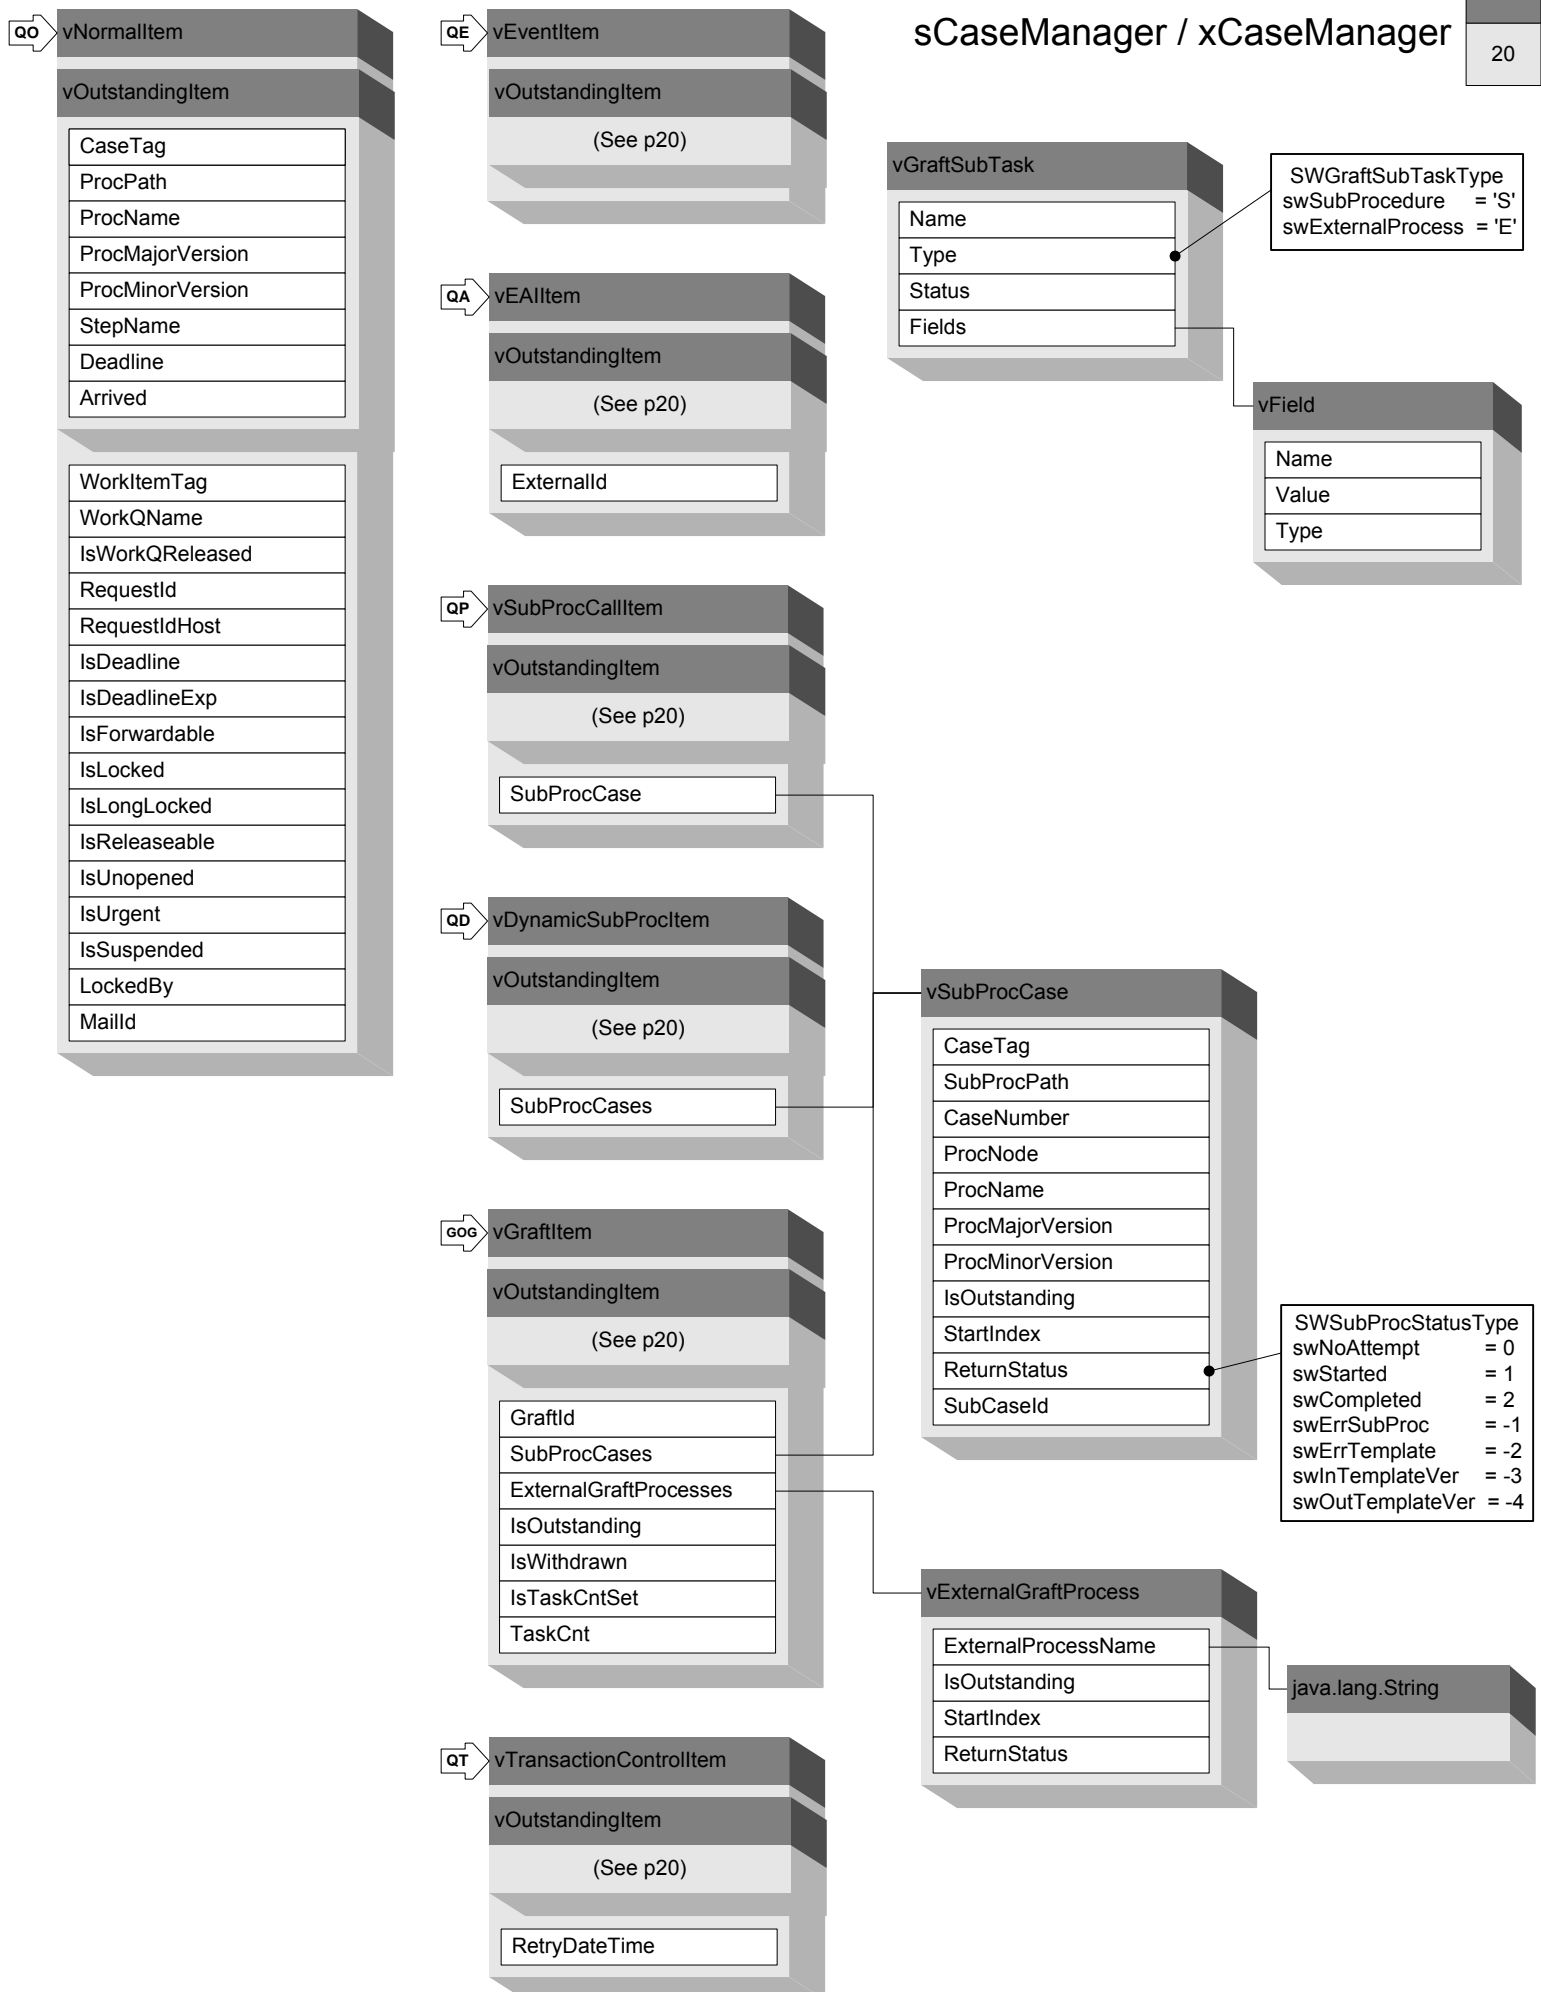 sCaseManager / xCaseManager
20
QO
vNormalItem
vOutstandingItem
CaseTag
ProcPath
ProcName
ProcMajorVersion
ProcMinorVersion
StepName
Deadline
Arrived
WorkItemTag
WorkQName
IsWorkQReleased
RequestId
RequestIdHost
IsDeadline
IsDeadlineExp
IsForwardable
IsLocked
IsLongLocked
IsReleaseable
IsUnopened
IsUrgent
IsSuspended
LockedBy
MailId
QE
vEventItem
vOutstandingItem
(See p20)
QA
vEAIItem
vOutstandingItem
(See p20)
ExternalId
QP
vSubProcCallItem
vOutstandingItem
(See p20)
SubProcCase
QD
vDynamicSubProcItem
vOutstandingItem
(See p20)
SubProcCases
GOG
vGraftItem
vOutstandingItem
(See p20)
GraftId
SubProcCases
ExternalGraftProcesses
IsOutstanding
IsWithdrawn
IsTaskCntSet
TaskCnt
QT
vTransactionControlItem
vOutstandingItem
(See p20)
RetryDateTime
vGraftSubTask
Name
Type
Status
Fields
SWGraftSubTaskType
swSubProcedure = 'S'
swExternalProcess = 'E'
vField
Name
Value
Type
vSubProcCase
CaseTag
SubProcPath
CaseNumber
ProcNode
ProcName
ProcMajorVersion
ProcMinorVersion
IsOutstanding
StartIndex
ReturnStatus
SubCaseId
SWSubProcStatusType
swNoAttempt = 0
swStarted = 1
swCompleted = 2
swErrSubProc = -1
swErrTemplate = -2
swInTemplateVer = -3
swOutTemplateVer = -4
vExternalGraftProcess
ExternalProcessName
IsOutstanding
StartIndex
ReturnStatus
java.lang.String